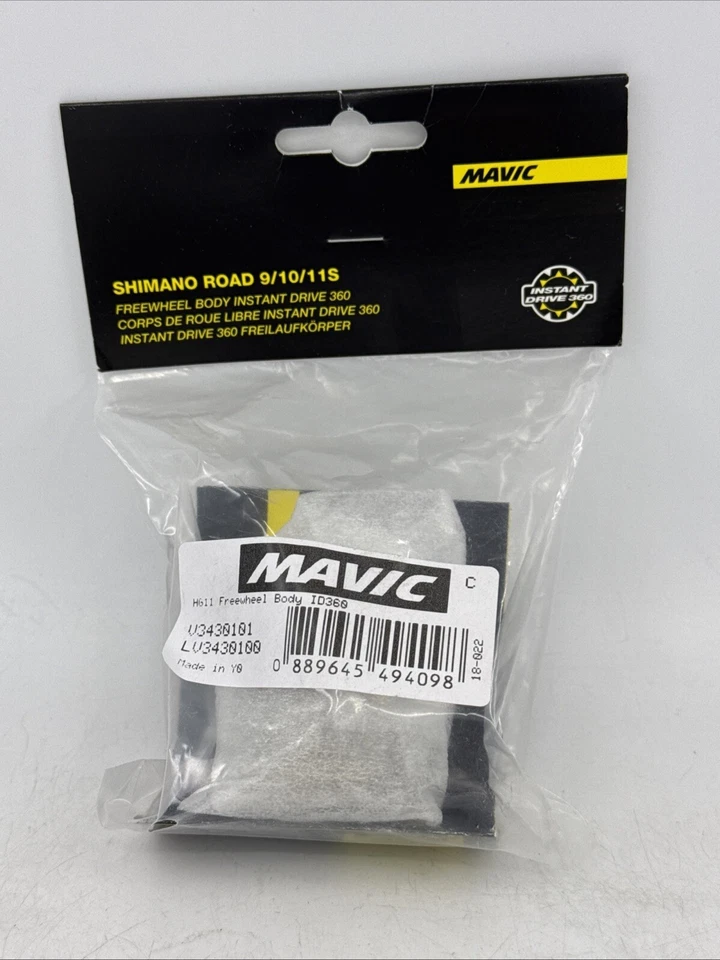 MAVIC
SHIMANO ROAD 9/10/11S
FREEWHEEL BODY INSTANT DRIVE 360
CORPS DE ROUE LIBRE INSTANT DRIVE 360
INSTANT DRIVE 360 FREILAUFKÖRPER
INSTANT
DRIVE 360
MAVIC
C
HG11 Freewheel Body ID360
V3430101
LV3430100
Made in Y0
0 889645 494098
18-022